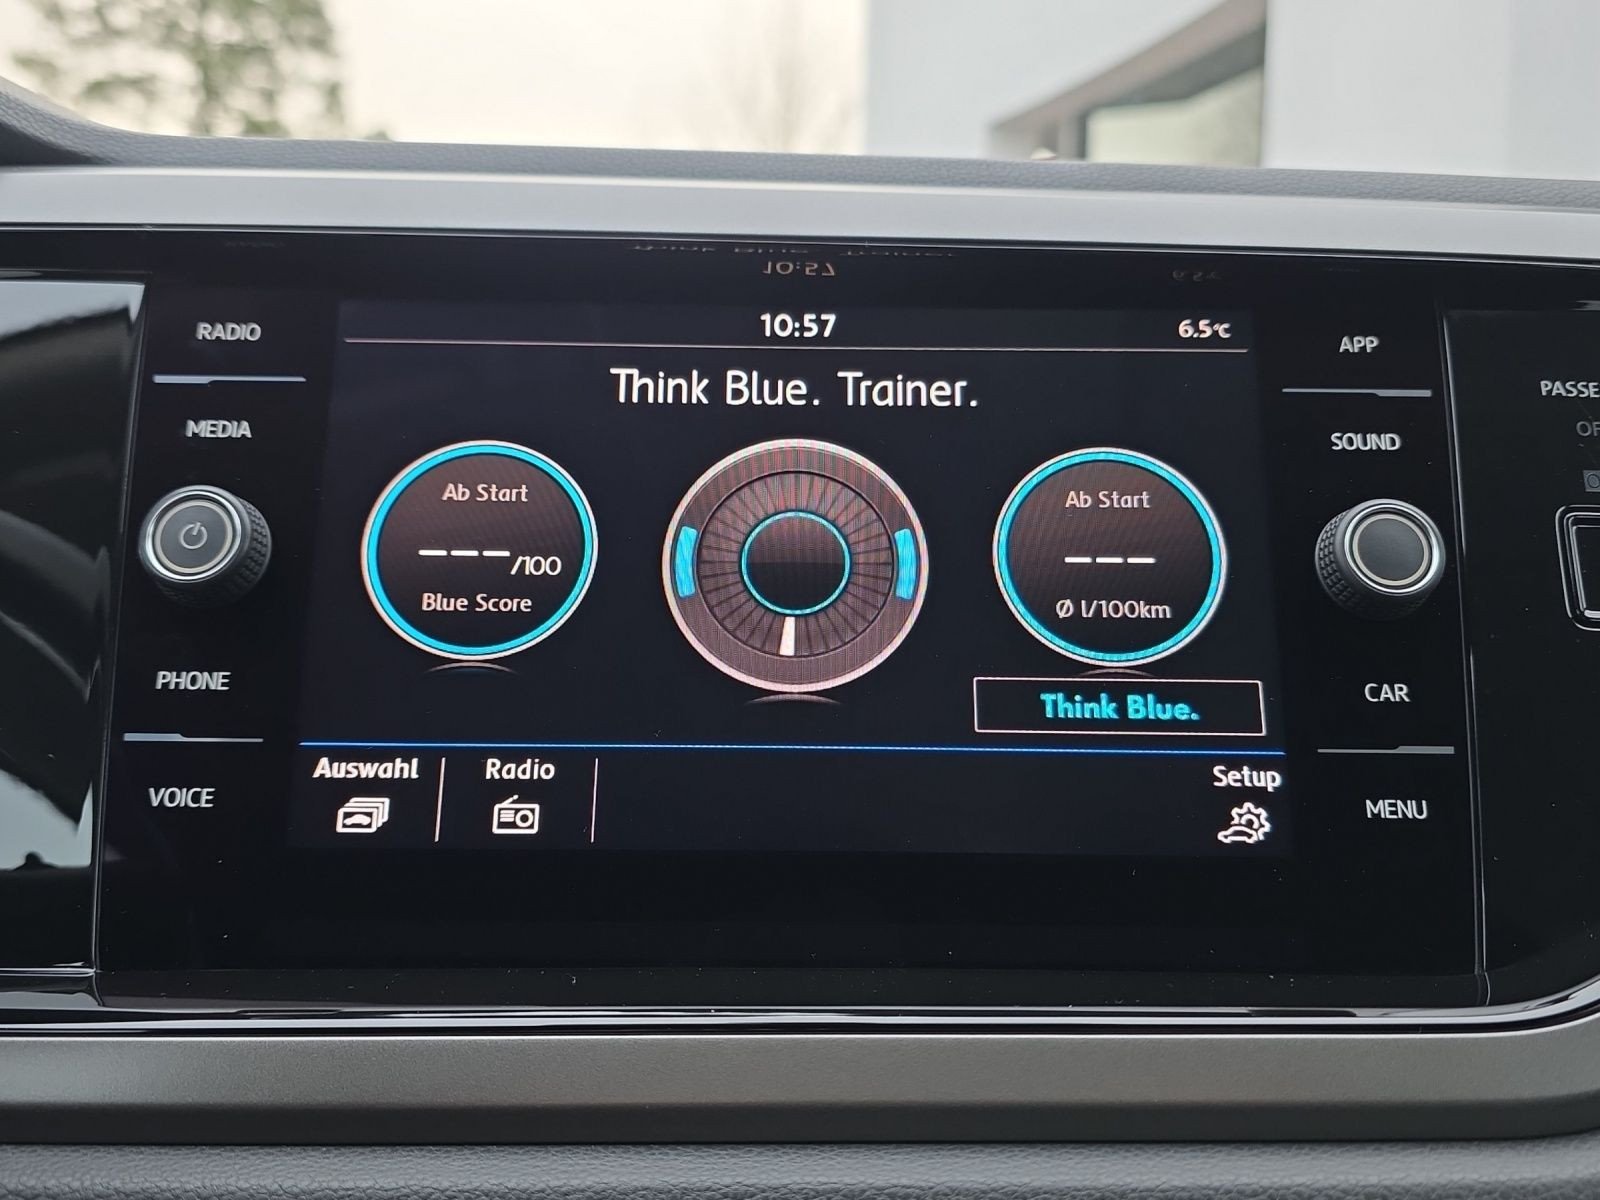 10:57
6.5°C
Think Blue. Trainer.
Ab Start
---/100
Blue Score
Ab Start
---
Ø l/100km
Think Blue.
Auswahl
Radio
Setup
RADIO
MEDIA
PHONE
VOICE
APP
SOUND
CAR
MENU